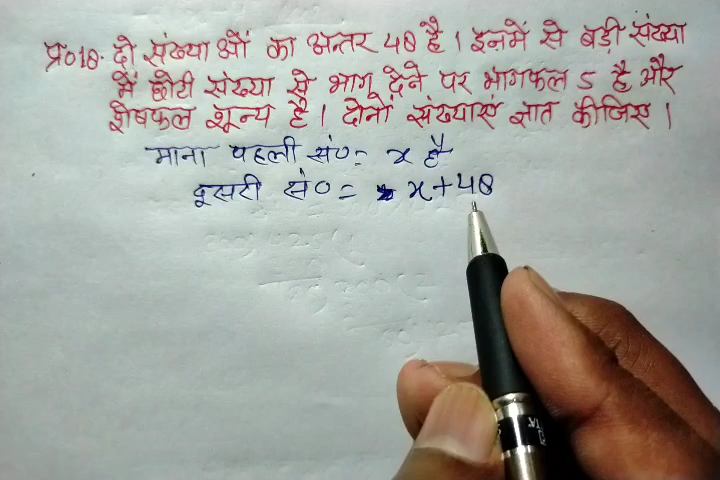 प्र०18- दो संख्याओं का अन्तर 48 है । इनमें से बड़ी संख्या
में छोटी संख्या से भाग देने पर भागफल 5 है और
शेषफल शून्य है । दोनों संख्याएं ज्ञात कीजिए ।
माना पहली सं० = x है
दूसरी सं० = x+48